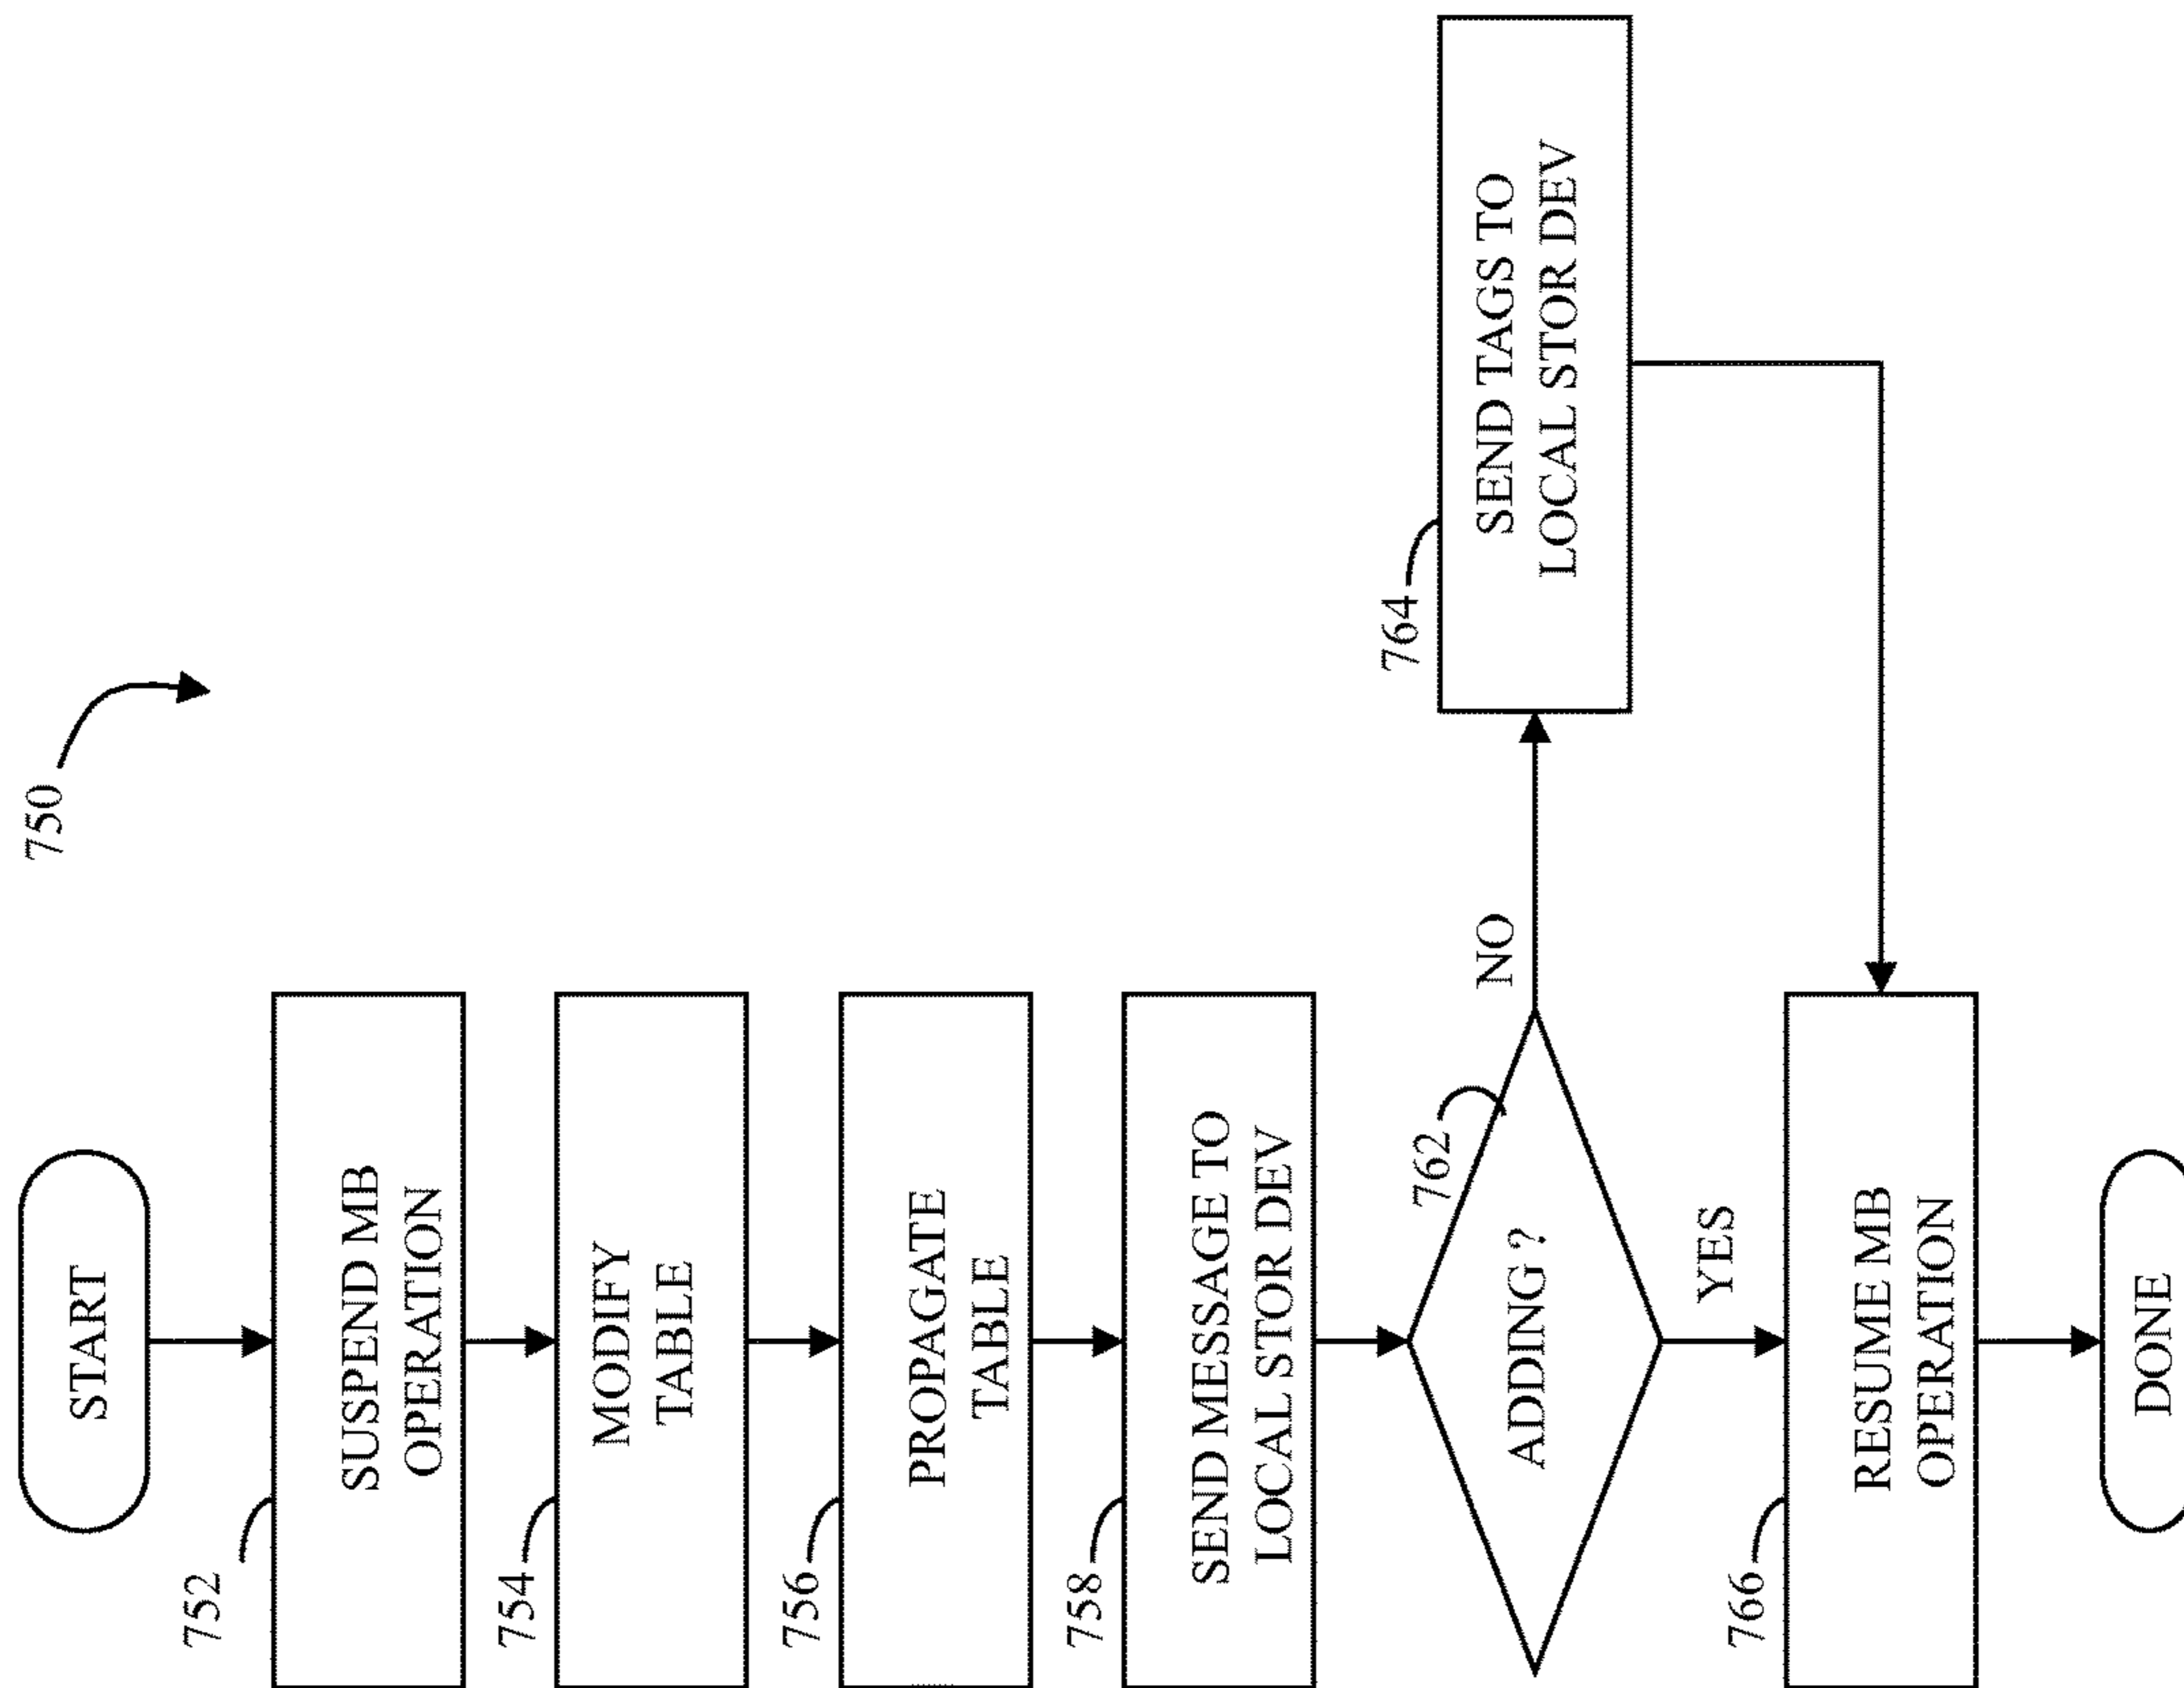 750
START
752
SUSPEND MB
OPERATION
754
MODIFY
TABLE
756
PROPAGATE
TABLE
758
SEND MESSAGE TO
LOCAL STOR DEV
762
ADDING ?
NO
764
SEND TAGS TO
LOCAL STOR DEV
YES
766
RESUME MB
OPERATION
DONE